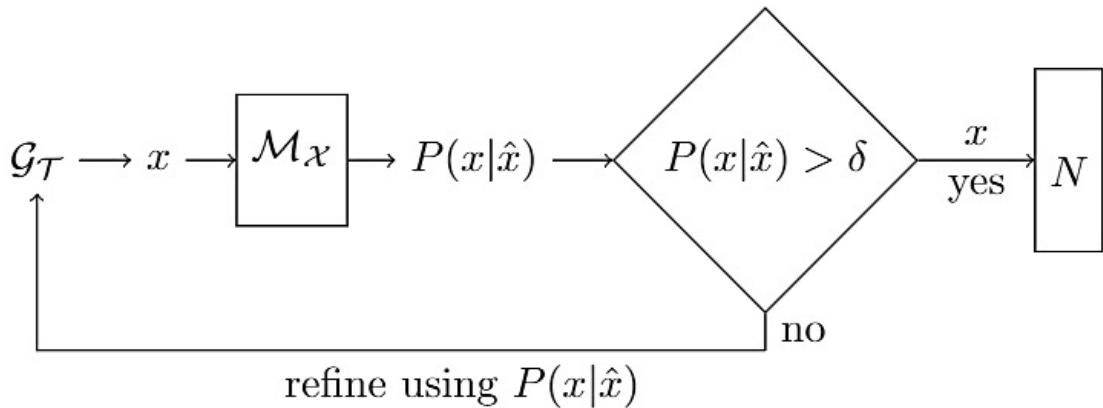 𝒢_𝒯
x
ℳ_𝒳
P(x|x̂)
P(x|x̂) > δ
x
yes
N
no
refine using P(x|x̂)